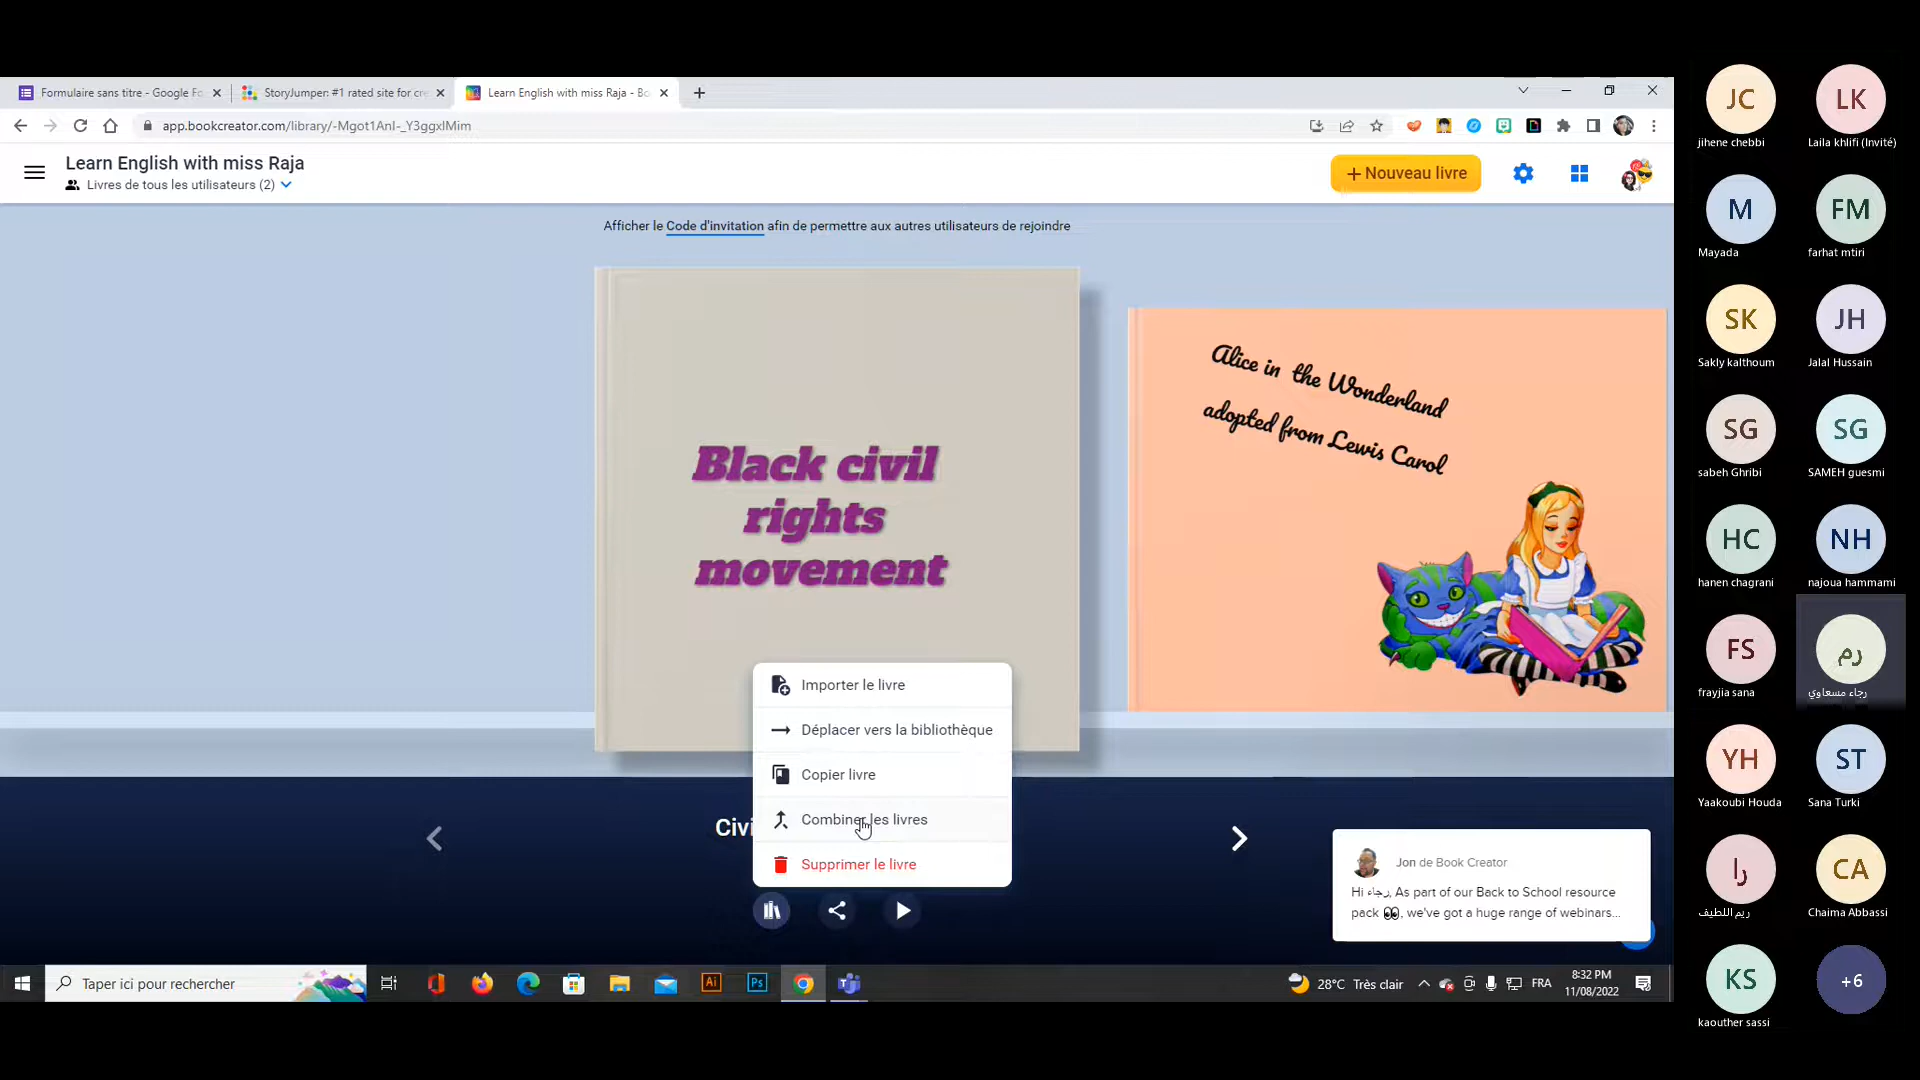 Formulaire sans titre - Google Fo
StoryJumper: #1 rated site for cre
Learn English with miss Raja - Bo
app.bookcreator.com/library/-Mgot1AnI-_Y3ggxlMim
Learn English with miss Raja
Livres de tous les utilisateurs (2)
+ Nouveau livre
Afficher le Code d'invitation afin de permettre aux autres utilisateurs de rejoindre
Black civil
rights
movement
Alice in the Wonderland
adopted from Lewis Carol
Importer le livre
Déplacer vers la bibliothèque
Copier livre
Combiner les livres
Supprimer le livre
Civi
Jon de Book Creator
Hi رجاء, As part of our Back to School resource
pack 👀, we've got a huge range of webinars...
Taper ici pour rechercher
Ai
Ps
28°C Très clair
FRA
8:32 PM
11/08/2022
JC
jihene chebbi
LK
Laila khlifi (Invité)
M
Mayada
FM
farhat mtiri
SK
Sakly kalthoum
JH
Jalal Hussain
SG
sabeh Ghribi
SG
SAMEH guesmi
HC
hanen chagrani
NH
najoua hammami
FS
frayjia sana
رم
رجاء مسعاوي
YH
Yaakoubi Houda
ST
Sana Turki
را
ريم اللطيف
CA
Chaima Abbassi
KS
kaouther sassi
+6